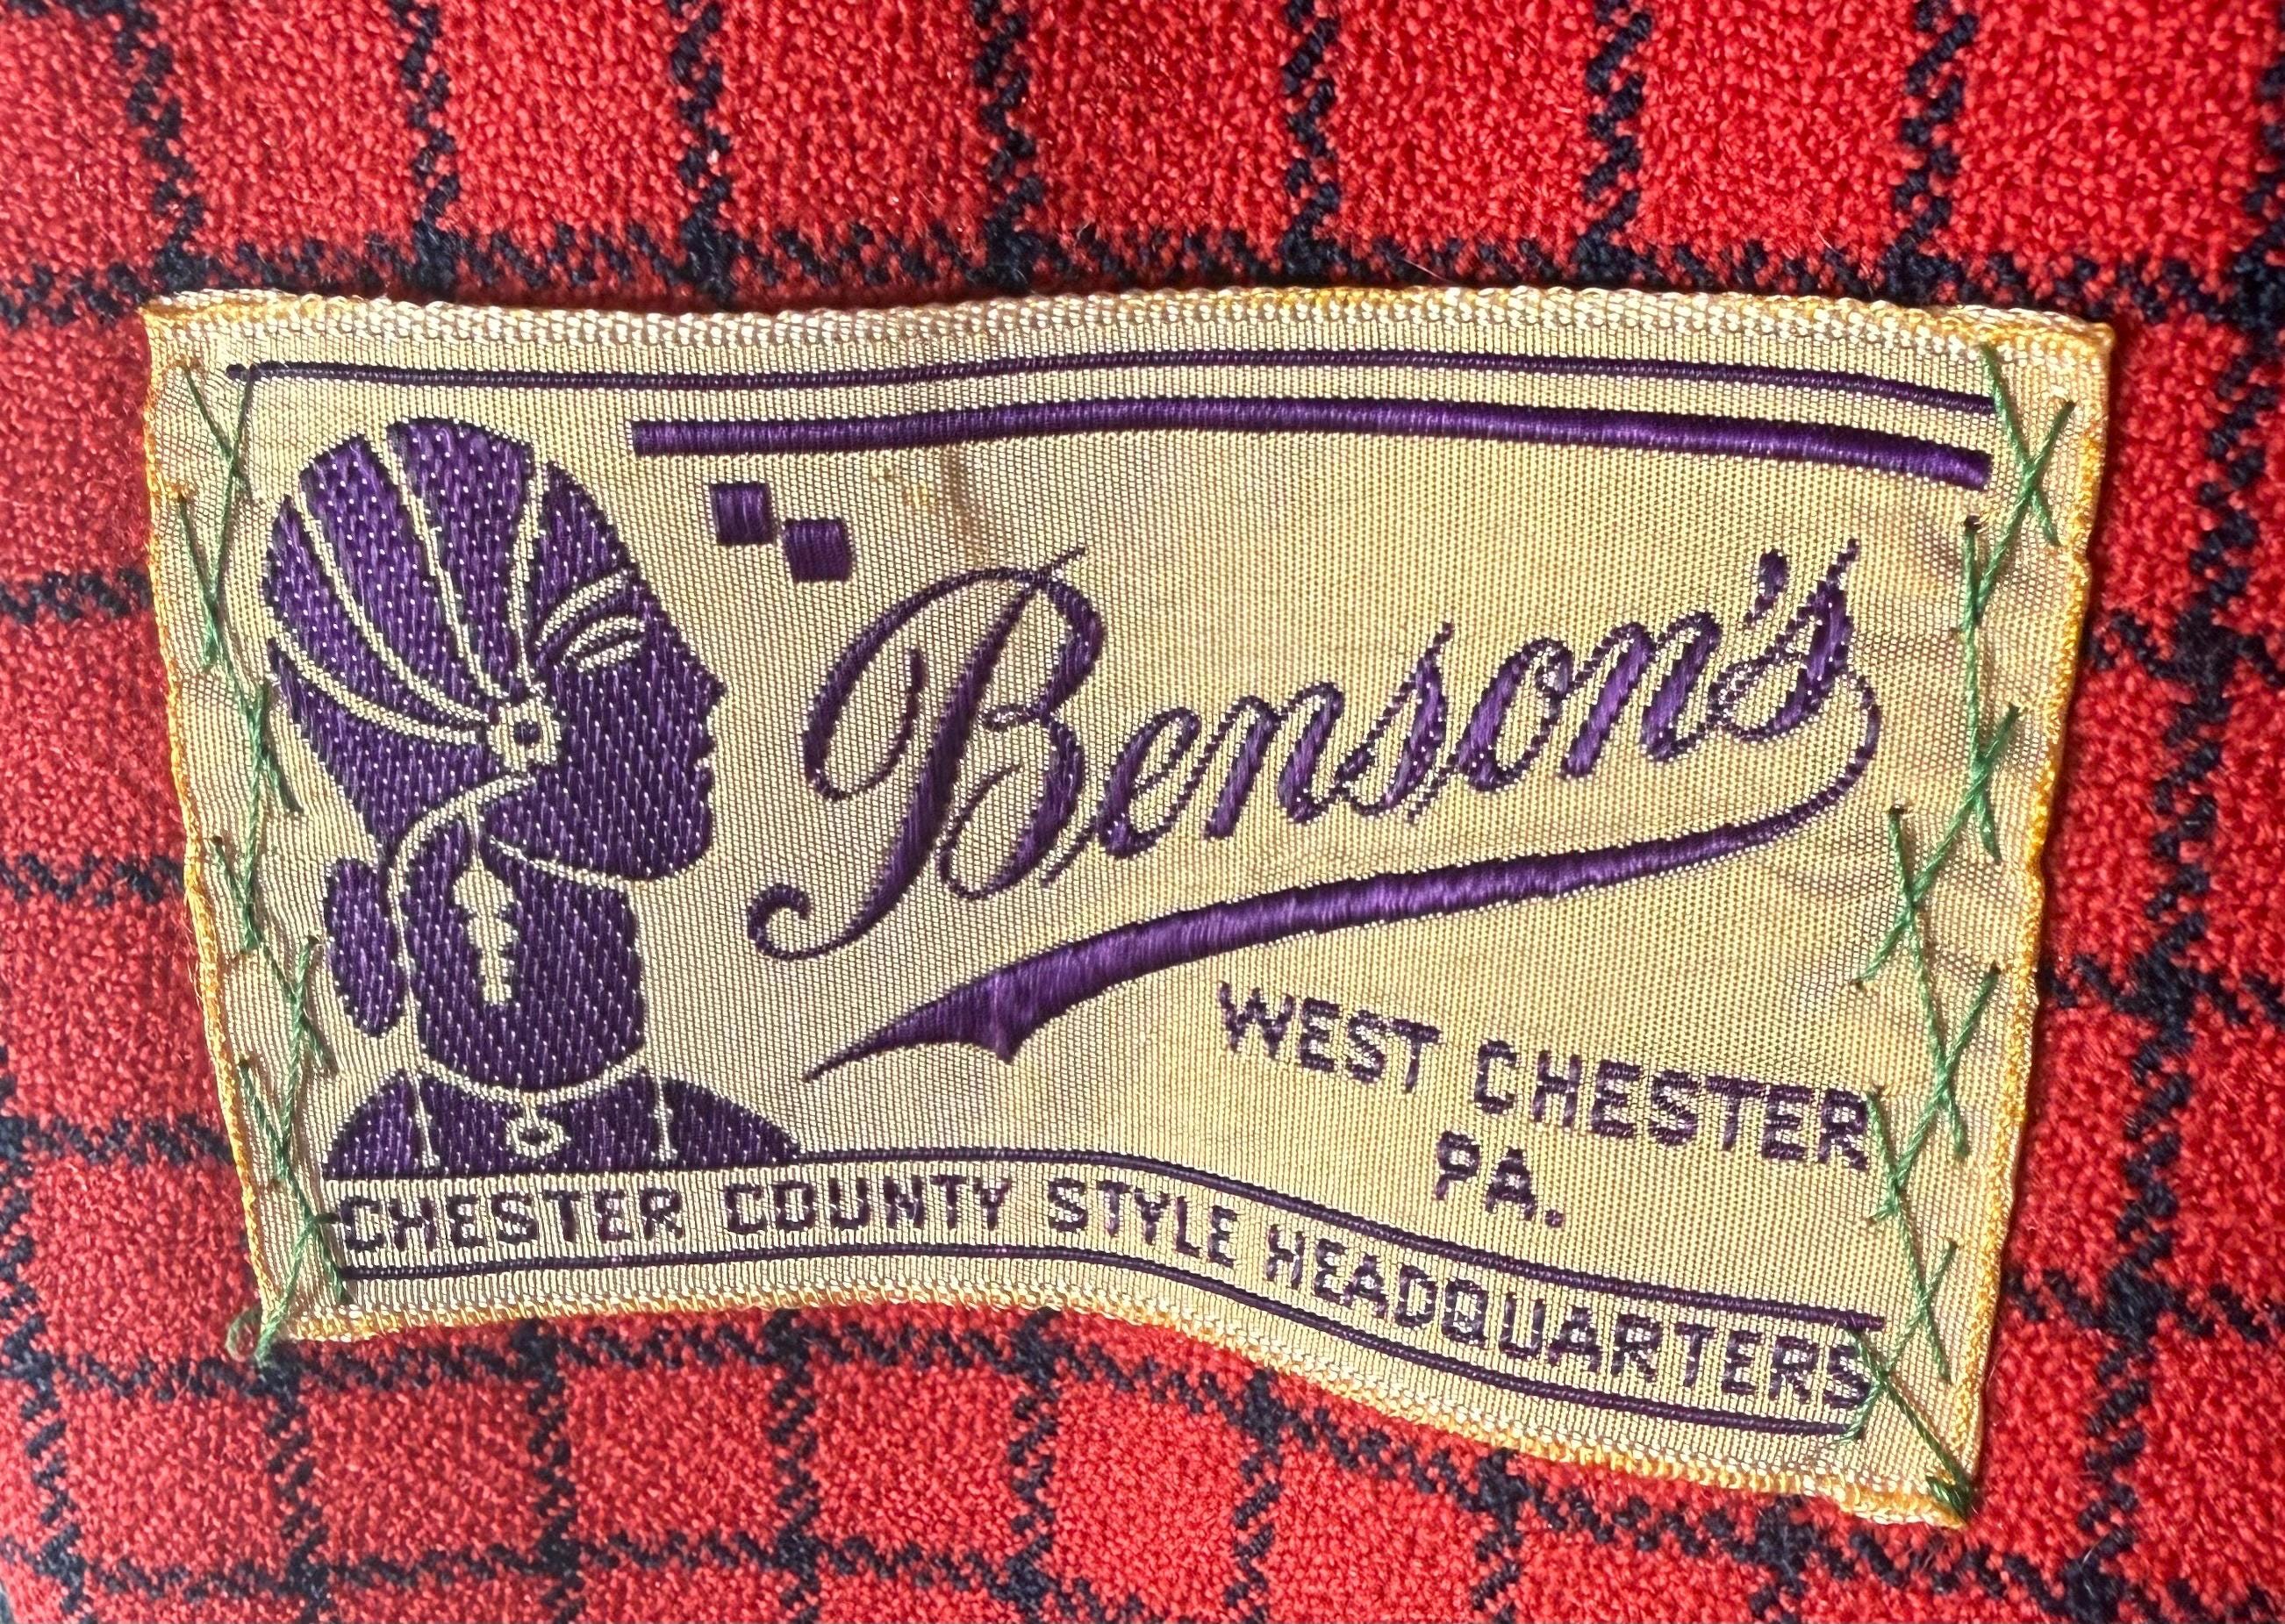 Benson's
WEST CHESTER
PA.
CHESTER COUNTY STYLE HEADQUARTERS